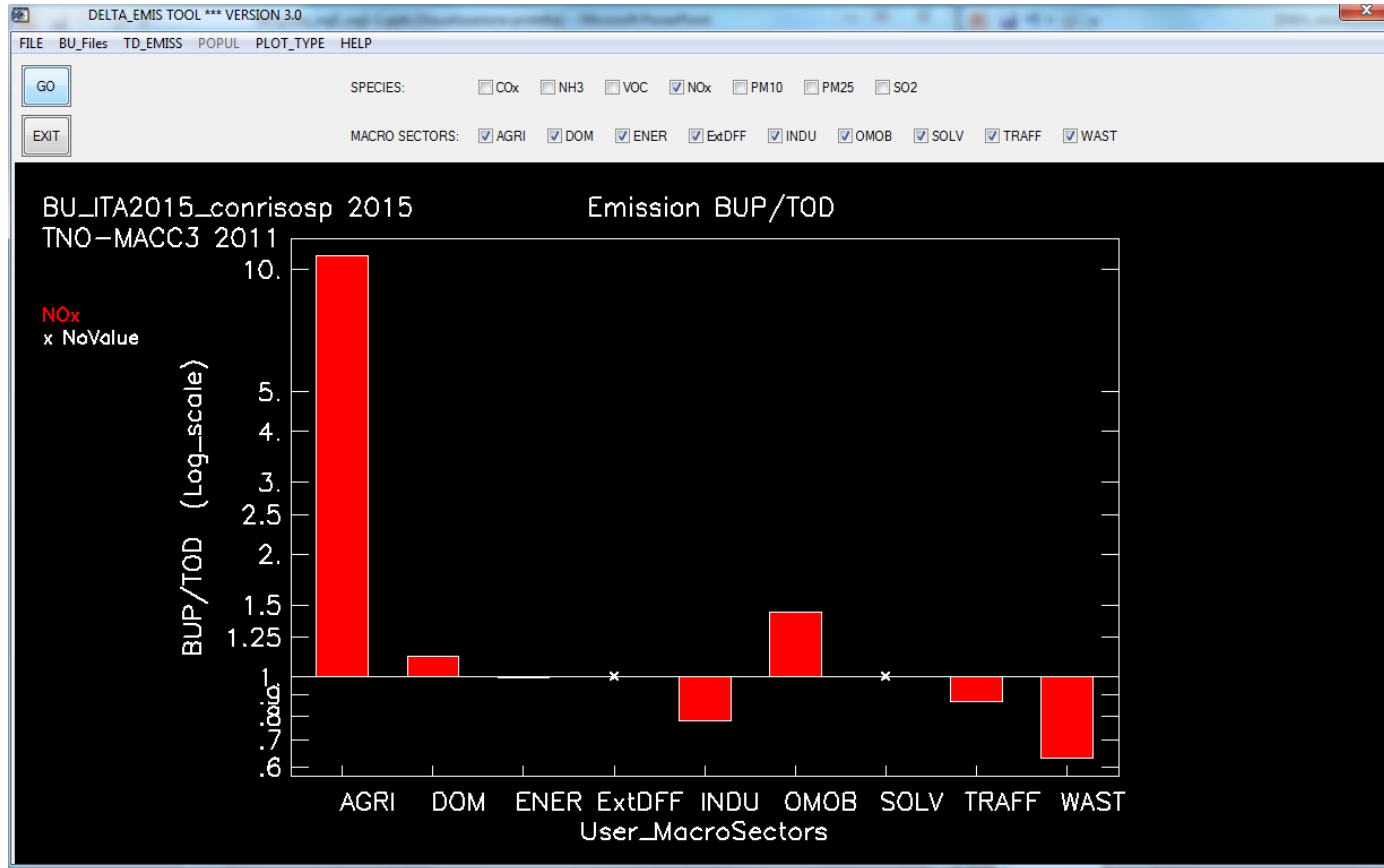 DELTA_EMIS TOOL *** VERSION 3.0
FILE BU_Files TD_EMISS POPUL PLOT_TYPE HELP
GO
SPECIES: COx NH3 VOC NOx PM10 PM25 SO2
EXIT
MACRO SECTORS: AGRI DOM ENER ExtDFF INDU OMOB SOLV TRAFF WAST
BU_ITA2015_conrisosp 2015
Emission BUP/TOD
TNO-MACC3 2011
NOx
x NoValue
BUP/TOD (Log_scale)
10.
5.
4.
3.
2.5
2.
1.5
1.25
1.
.9
.8
.7
.6
AGRI DOM ENER ExtDFF INDU OMOB SOLV TRAFF WAST
User_MacroSectors